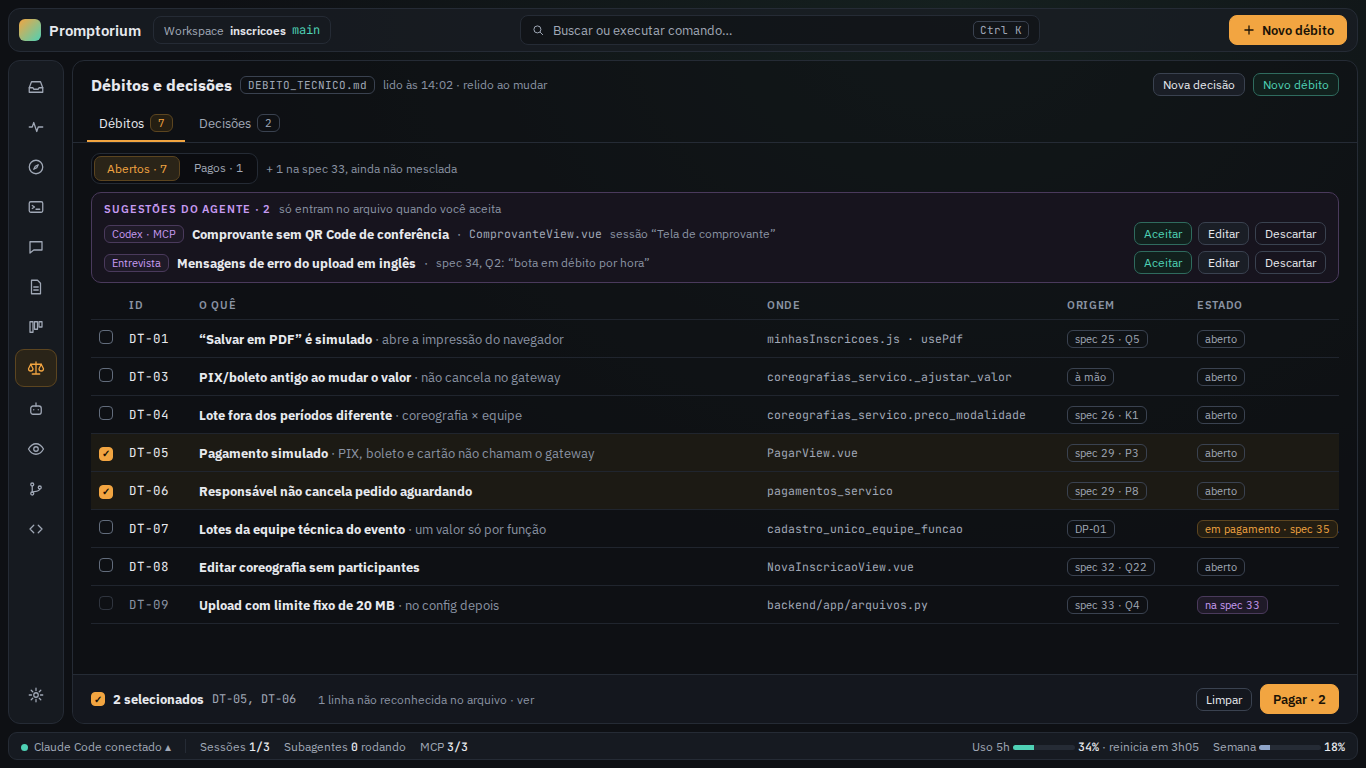 Promptorium Workspace inscricoes main Buscar ou executar comando... Ctrl K + Novo débito
Débitos e decisões DEBITO_TECNICO.md lido às 14:02 · relido ao mudar Nova decisão Novo débito
Débitos 7 Decisões 2
Abertos · 7 Pagos · 1 + 1 na spec 33, ainda não mesclada
SUGESTÕES DO AGENTE · 2 só entram no arquivo quando você aceita
Codex · MCP Comprovante sem QR Code de conferência · ComprovanteView.vue sessão “Tela de comprovante” Aceitar Editar Descartar
Entrevista Mensagens de erro do upload em inglês · spec 34, Q2: “bota em débito por hora” Aceitar Editar Descartar
ID O QUÊ ONDE ORIGEM ESTADO
DT-01 “Salvar em PDF” é simulado · abre a impressão do navegador minhasInscricoes.js · usePdf spec 25 · Q5 aberto
DT-03 PIX/boleto antigo ao mudar o valor · não cancela no gateway coreografias_servico._ajustar_valor à mão aberto
DT-04 Lote fora dos períodos diferente · coreografia × equipe coreografias_servico.preco_modalidade spec 26 · K1 aberto
DT-05 Pagamento simulado · PIX, boleto e cartão não chamam o gateway PagarView.vue spec 29 · P3 aberto
DT-06 Responsável não cancela pedido aguardando pagamentos_servico spec 29 · P8 aberto
DT-07 Lotes da equipe técnica do evento · um valor só por função cadastro_unico_equipe_funcao DP-01 em pagamento · spec 35
DT-08 Editar coreografia sem participantes NovaInscricaoView.vue spec 32 · Q22 aberto
DT-09 Upload com limite fixo de 20 MB · no config depois backend/app/arquivos.py spec 33 · Q4 na spec 33
2 selecionados DT-05, DT-06 1 linha não reconhecida no arquivo · ver Limpar Pagar · 2
Claude Code conectado ▴ Sessões 1/3 Subagentes 0 rodando MCP 3/3 Uso 5h 34% · reinicia em 3h05 Semana 18%